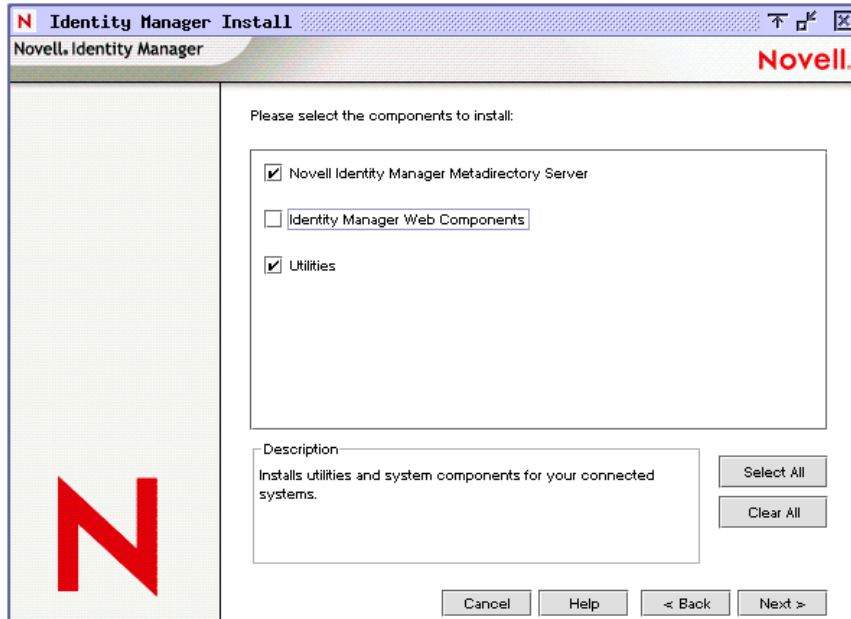 N Identity Manager Install
Novell. Identity Manager
Novell.
Please select the components to install:
Novell Identity Manager Metadirectory Server
Identity Manager Web Components
Utilities
Description
Installs utilities and system components for your connected
systems.
Select All
Clear All
N
Cancel Help < Back Next >